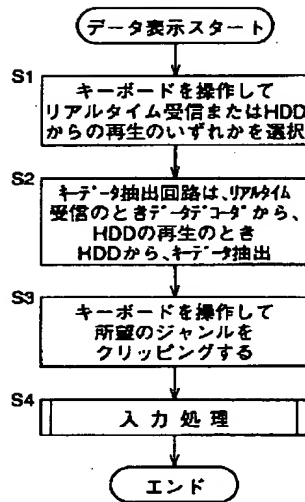 データ表示スタート
S1
キーボードを操作して
リアルタイム受信またはHDD
からの再生のいずれかを選択
S2
キーデータ抽出回路は、リアルタイム
受信のときデータデコーダから、
HDDの再生のとき
HDDから、キーデータ抽出
S3
キーボードを操作して
所望のジャンルを
クリッピングする
S4
入力処理
エンド